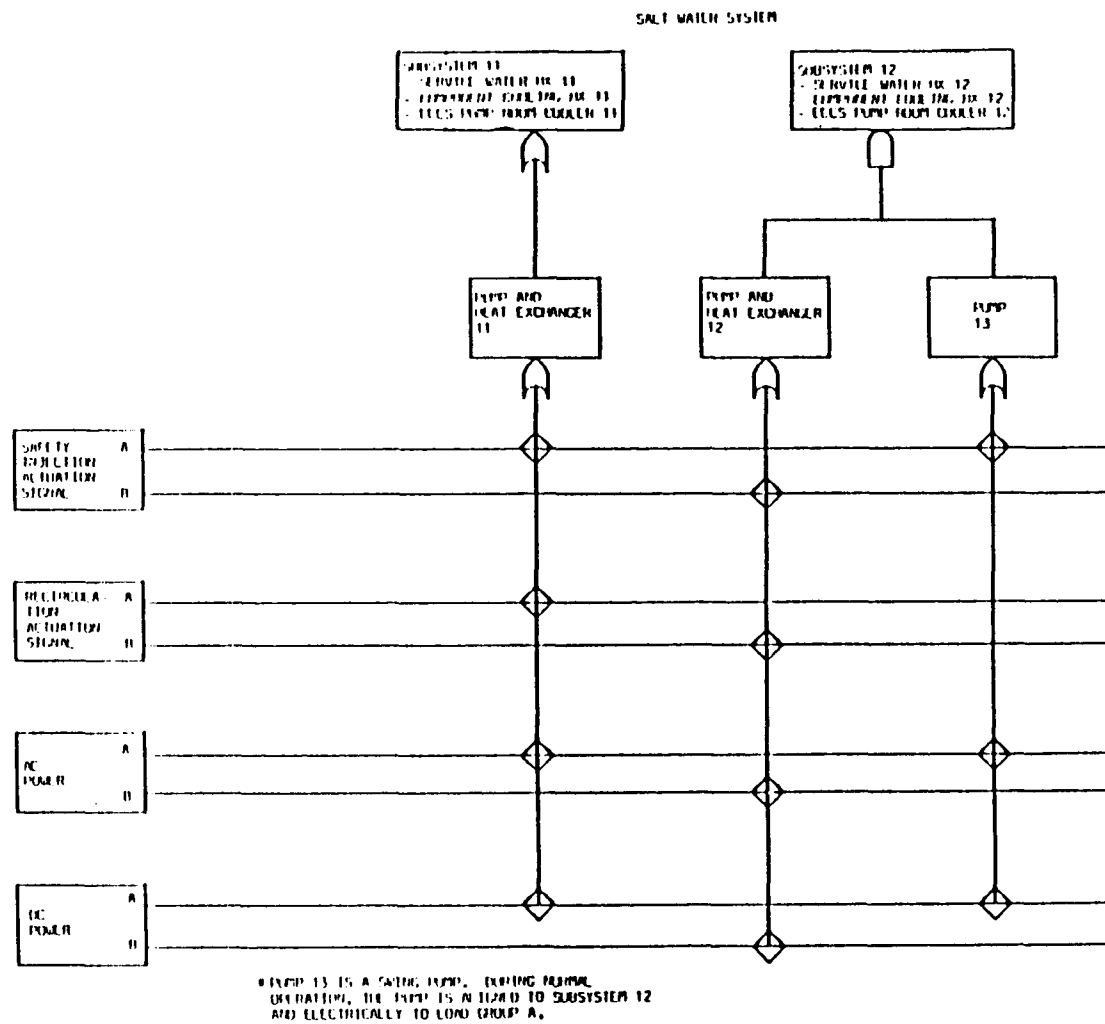 SALT WATER SYSTEM
SUBSYSTEM 11
- SERVICE WATER HX 11
- COMPONENT COOLING HX 11
- ECCS PUMP ROOM COOLER 11
SUBSYSTEM 12
- SERVICE WATER HX 12
- COMPONENT COOLING HX 12
- ECCS PUMP ROOM COOLER 12
PUMP AND
HEAT EXCHANGER
11
PUMP AND
HEAT EXCHANGER
12
PUMP
13
SAFETY A
INJECTION
ACTUATION
SIGNAL B
RECIRCULA- A
TION
ACTUATION
SIGNAL B
A
AC
POWER
B
A
DC
POWER
B
*PUMP 13 IS A SWING PUMP. DURING NORMAL
OPERATION, THE PUMP IS ALIGNED TO SUBSYSTEM 12
AND ELECTRICALLY TO LOAD GROUP A.